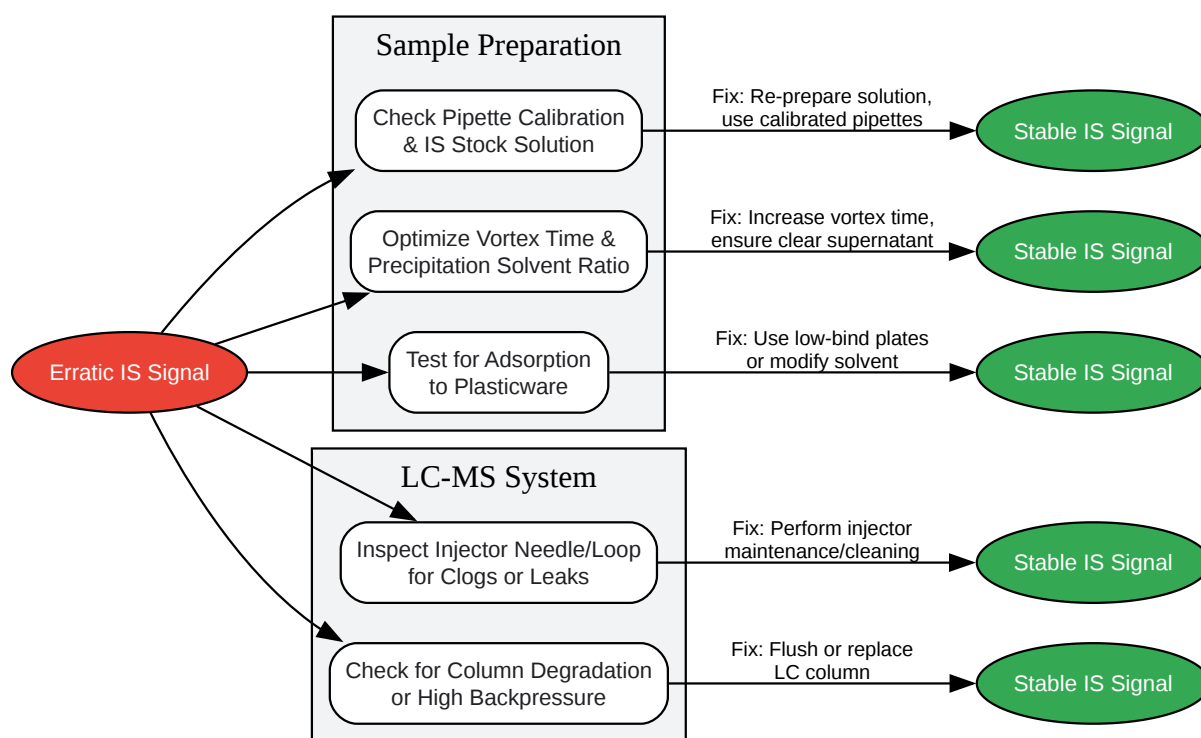 Sample Preparation
Check Pipette Calibration
& IS Stock Solution
Fix: Re-prepare solution,
use calibrated pipettes
Stable IS Signal
Optimize Vortex Time &
Precipitation Solvent Ratio
Fix: Increase vortex time,
ensure clear supernatant
Stable IS Signal
Erratic IS Signal
Test for Adsorption
to Plasticware
Fix: Use low-bind plates
or modify solvent
Stable IS Signal
LC-MS System
Inspect Injector Needle/Loop
for Clogs or Leaks
Fix: Perform injector
maintenance/cleaning
Stable IS Signal
Check for Column Degradation
or High Backpressure
Fix: Flush or replace
LC column
Stable IS Signal